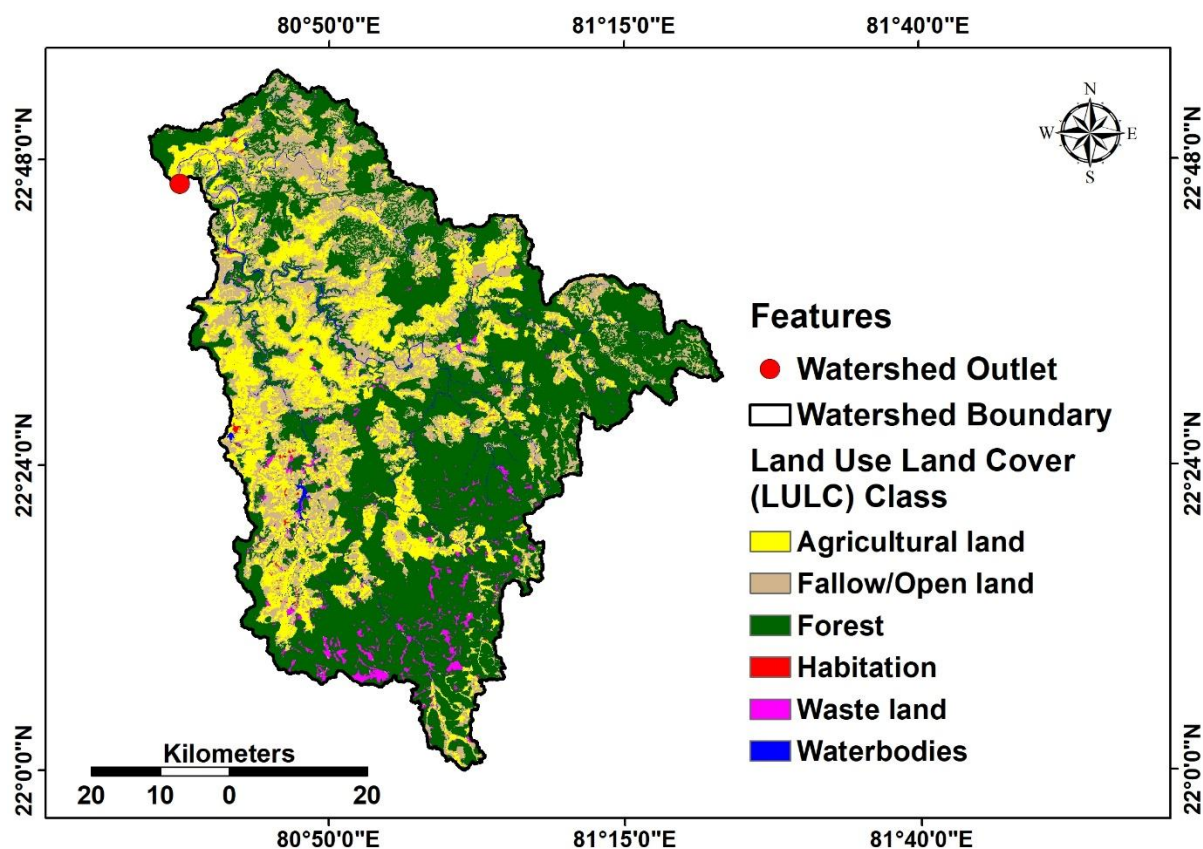 80°50'0"E 81°15'0"E 81°40'0"E
22°48'0"N 22°48'0"N
N
W E
S
Features
Watershed Outlet
Watershed Boundary
Land Use Land Cover
(LULC) Class
22°24'0"N 22°24'0"N
Agricultural land
Fallow/Open land
Forest
Habitation
Waste land
Waterbodies
Kilometers
20 10 0 20
22°0'0"N 22°0'0"N
80°50'0"E 81°15'0"E 81°40'0"E